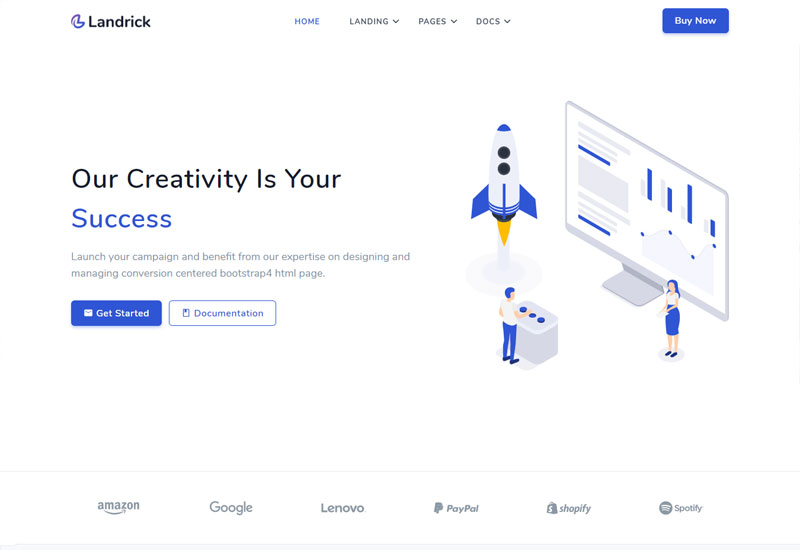 Landrick
HOME LANDING PAGES DOCS
Buy Now
Our Creativity Is Your
Success
Launch your campaign and benefit from our expertise on designing and
managing conversion centered bootstrap4 html page.
Get Started Documentation
amazon Google Lenovo PayPal shopify Spotify